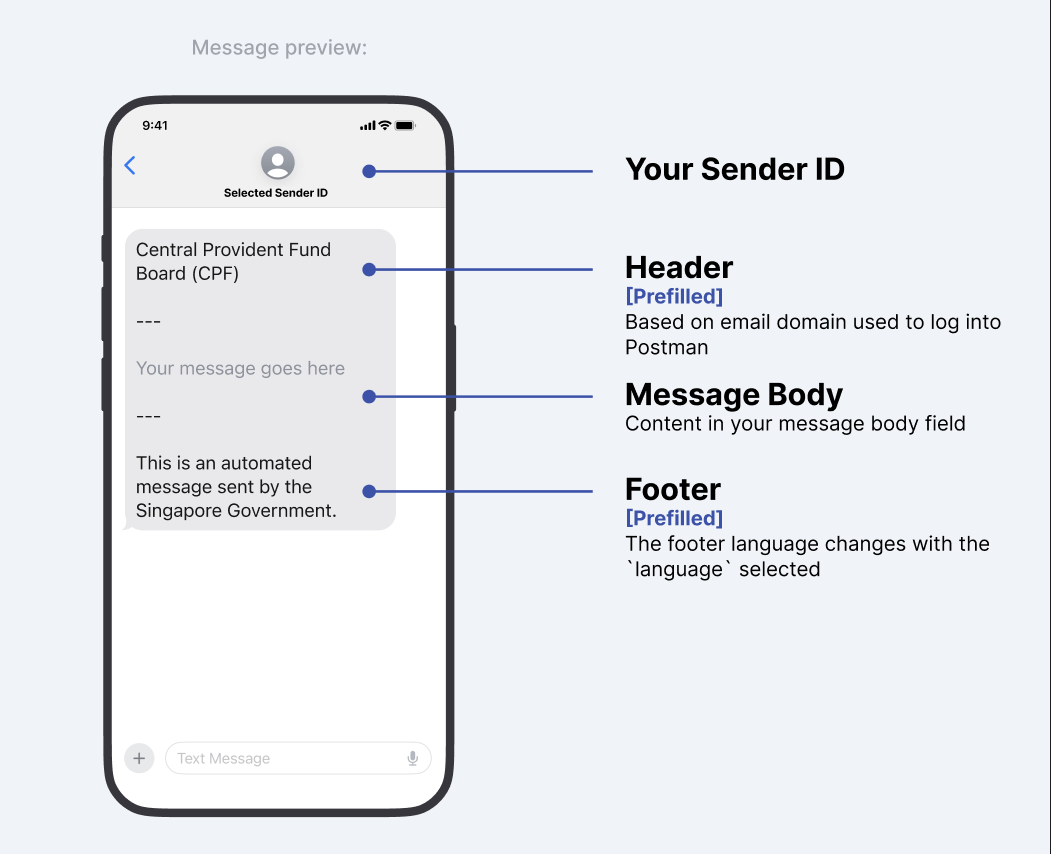 Message preview:
9:41
Selected Sender ID
Your Sender ID
Central Provident Fund
Board (CPF)
---
Your message goes here
---
This is an automated
message sent by the
Singapore Government.
Header
[Prefilled]
Based on email domain used to log into
Postman
Message Body
Content in your message body field
Footer
[Prefilled]
The footer language changes with the
`language` selected
Text Message